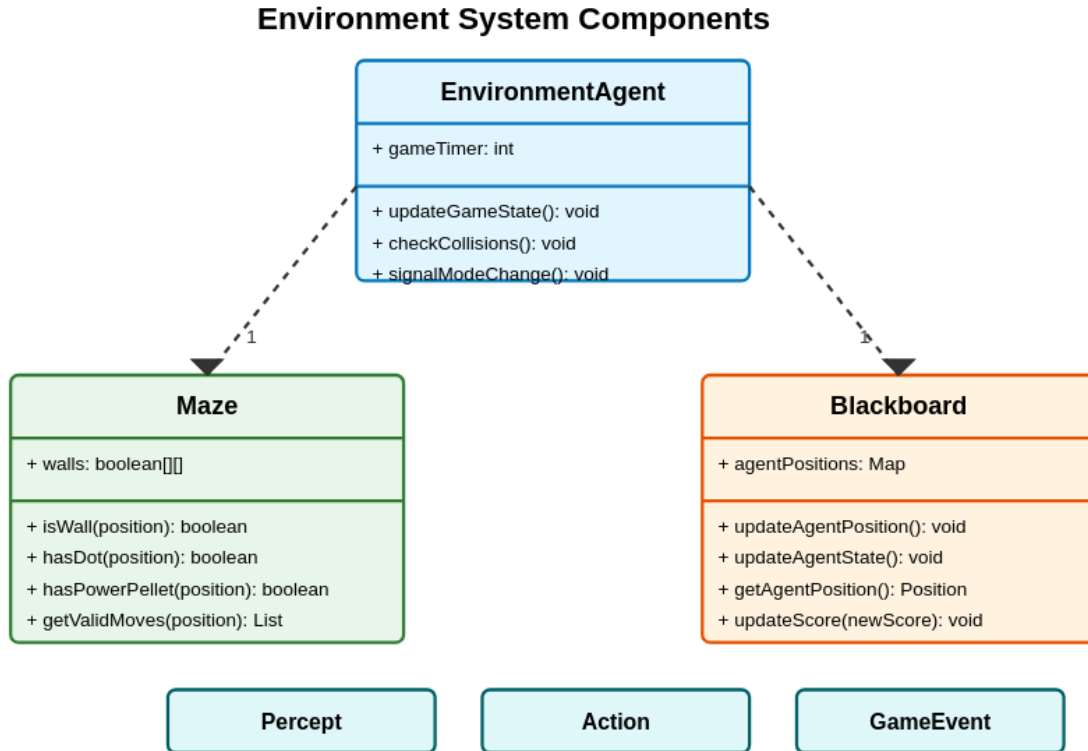 Environment System Components
EnvironmentAgent
+ gameTimer: int
+ updateGameState(): void
+ checkCollisions(): void
+ signalModeChange(): void
1
1
Maze
+ walls: boolean[][]
+ isWall(position): boolean
+ hasDot(position): boolean
+ hasPowerPellet(position): boolean
+ getValidMoves(position): List
Blackboard
+ agentPositions: Map
+ updateAgentPosition(): void
+ updateAgentState(): void
+ getAgentPosition(): Position
+ updateScore(newScore): void
Percept
Action
GameEvent